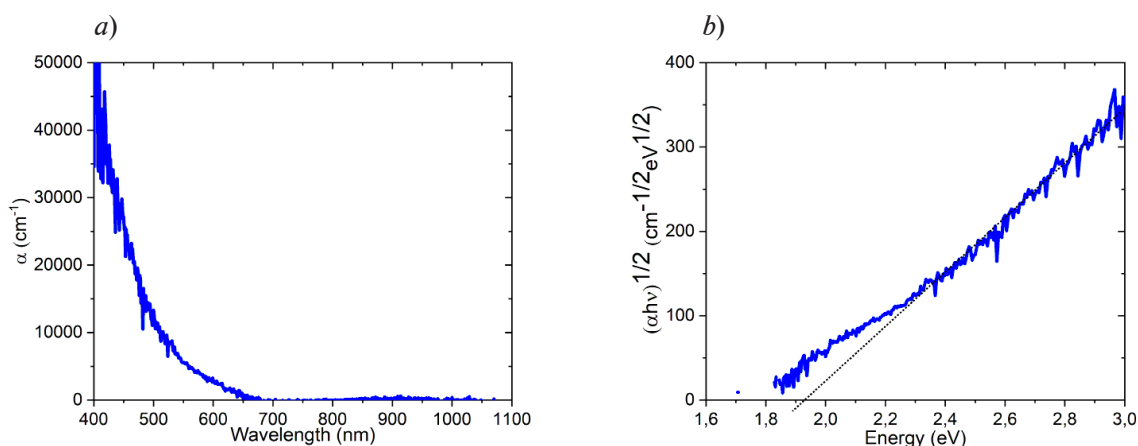 a)
50000
40000
30000
20000
10000
0
α (cm⁻¹)
400 500 600 700 800 900 1000 1100
Wavelength (nm)
b)
400
300
200
100
0
(αhν)1/2 (cm-1/2eV1/2)
1,6 1,8 2,0 2,2 2,4 2,6 2,8 3,0
Energy (eV)